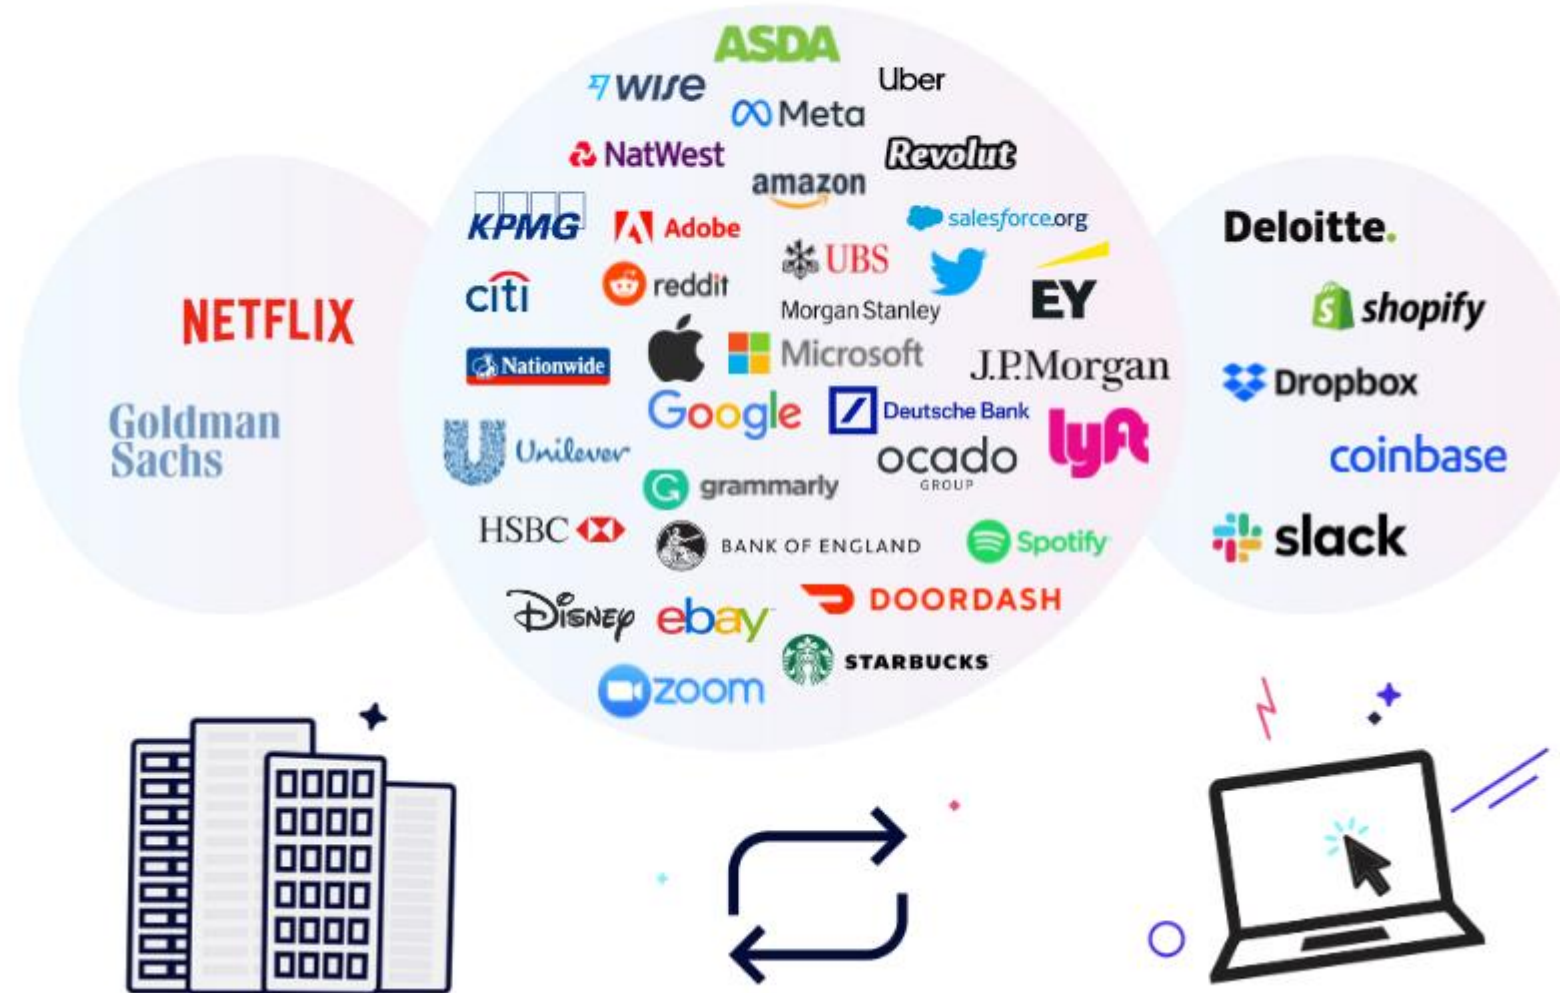 NETFLIX
Goldman
Sachs
ASDA
wise
Uber
Meta
NatWest
Revolut
amazon
KPMG
Adobe
salesforce.org
UBS
citi
reddit
EY
Morgan Stanley
Nationwide
Microsoft
J.P.Morgan
Google
Deutsche Bank
lyft
Unilever
ocado
GROUP
grammarly
HSBC
BANK OF ENGLAND
Spotify
Disney
ebay
DOORDASH
STARBUCKS
zoom
Deloitte.
shopify
Dropbox
coinbase
slack